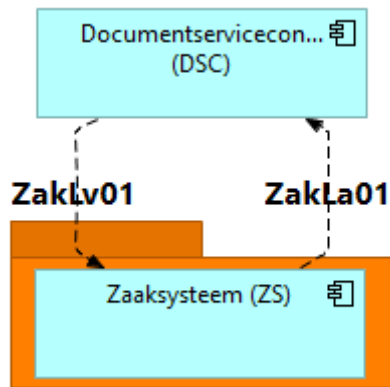 Documentservicecon...
(DSC)
ZakLv01
ZakLa01
Zaaksysteem (ZS)